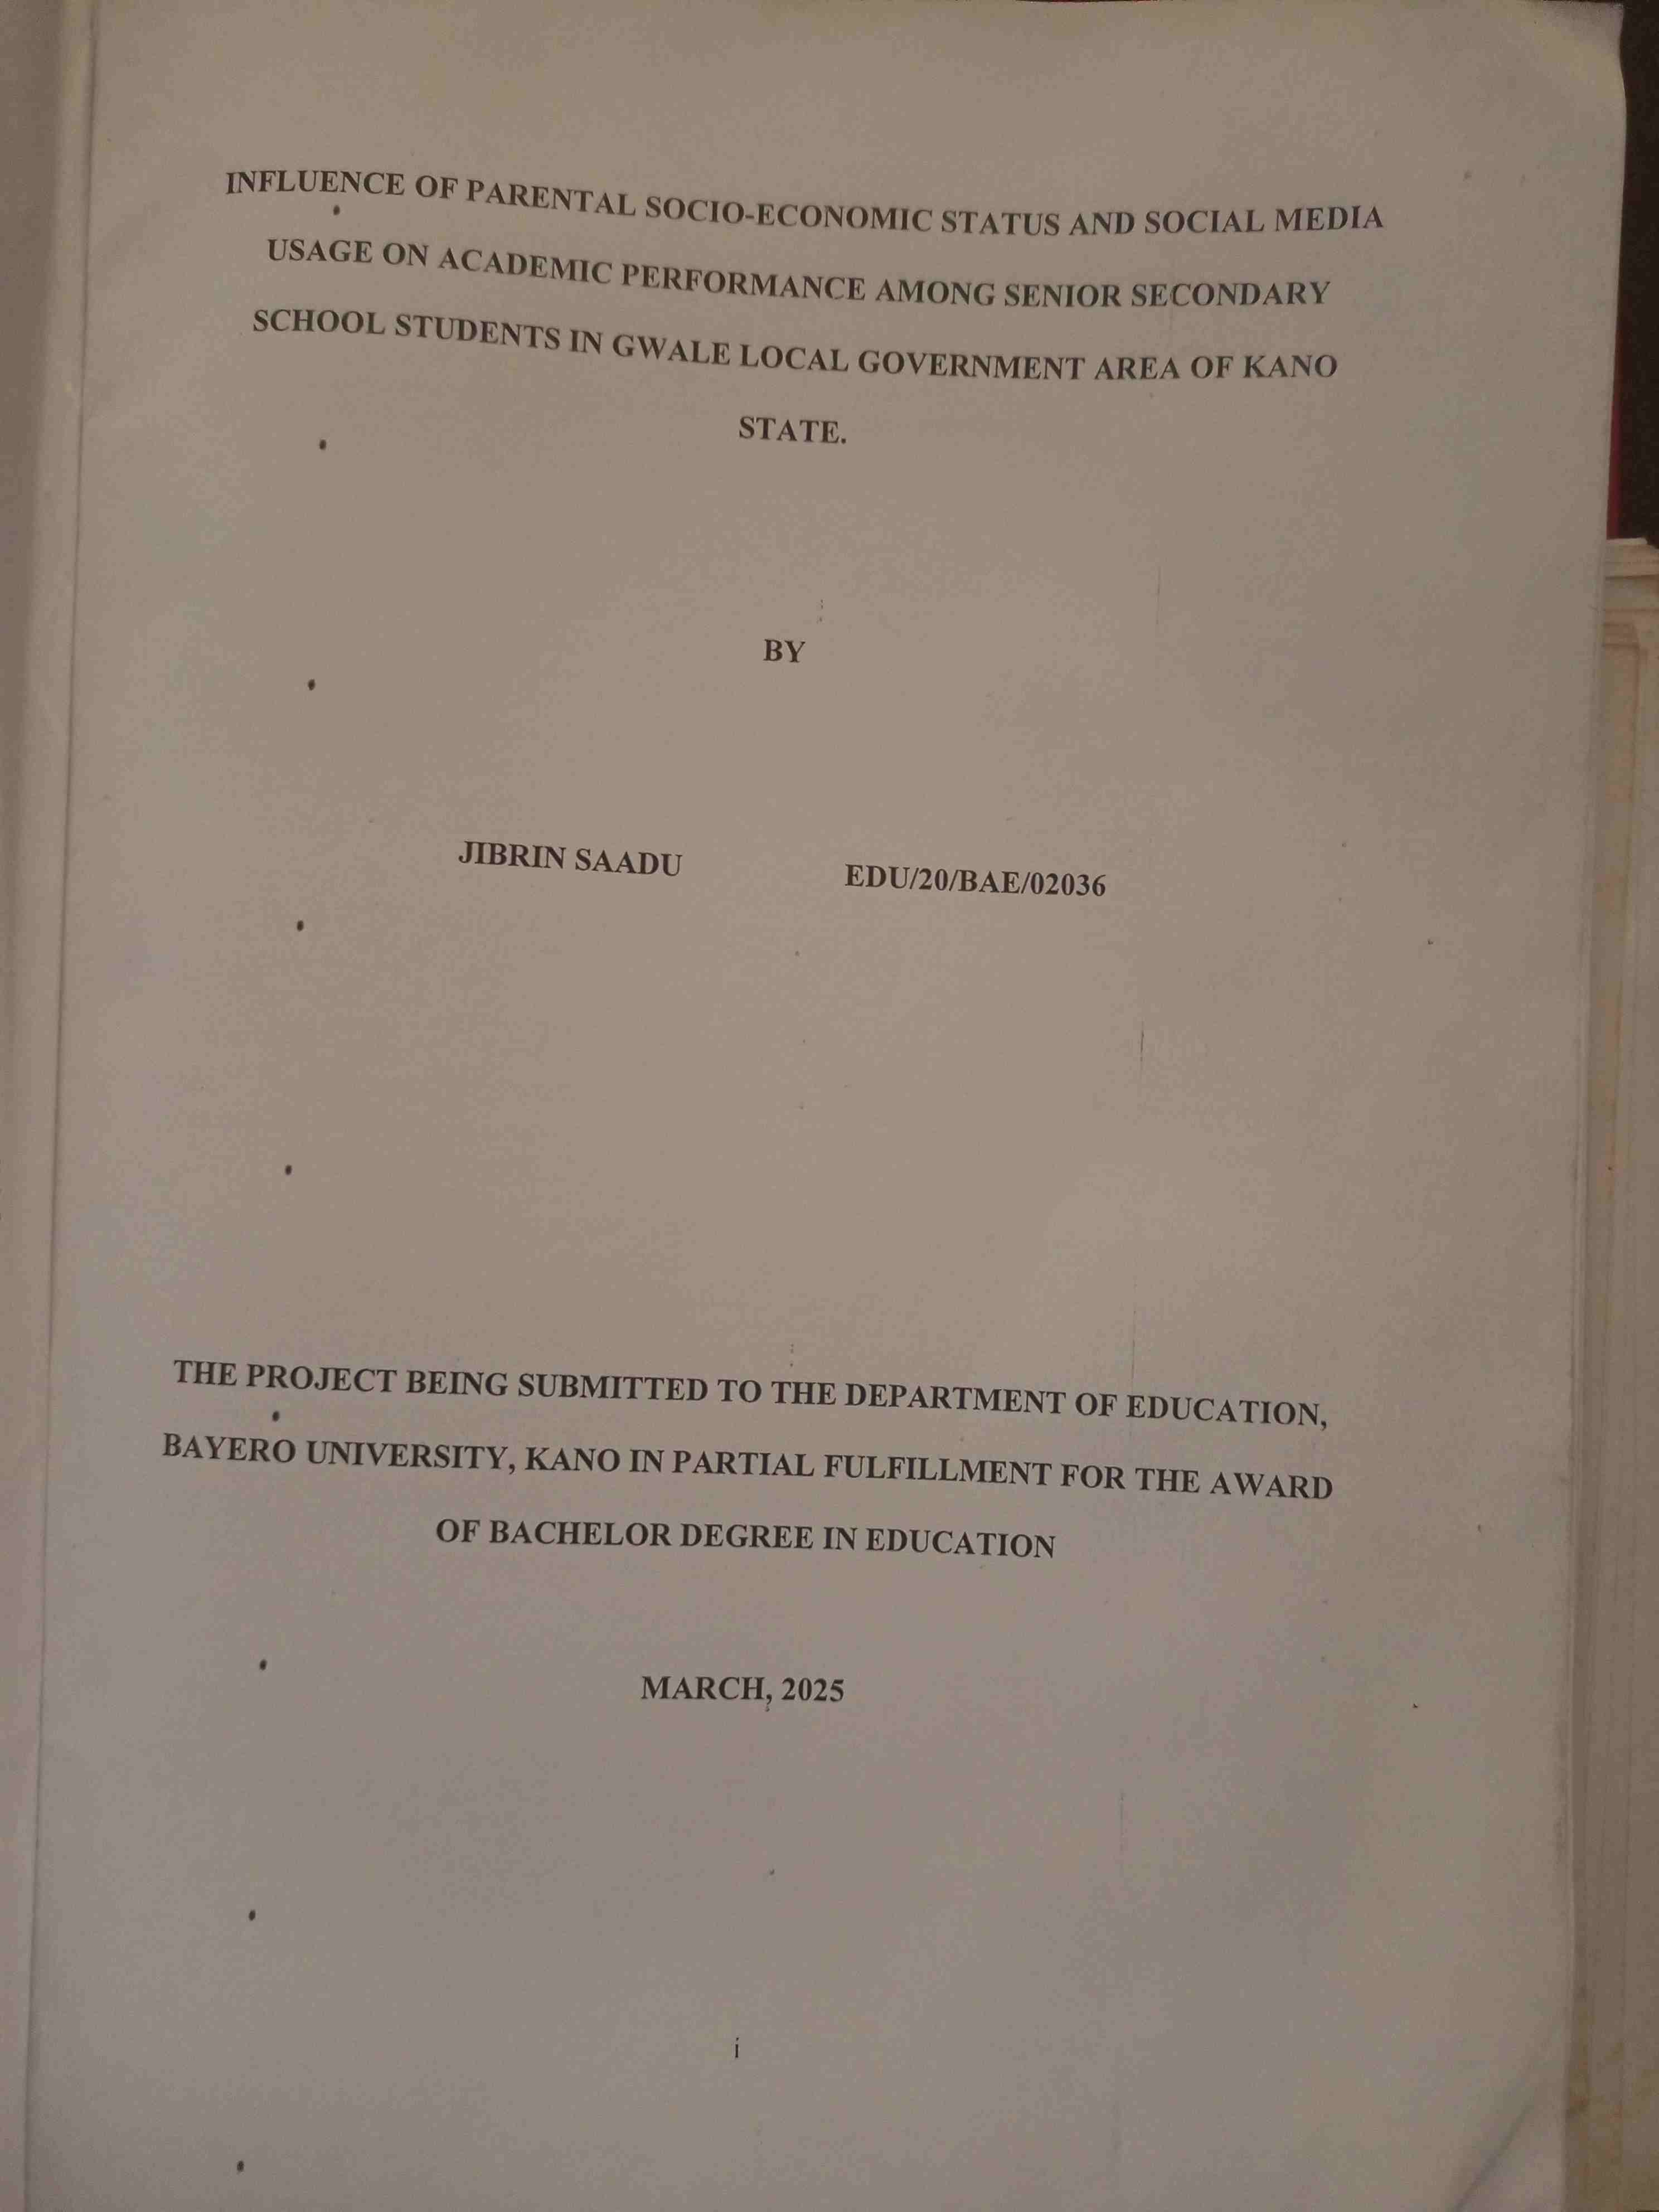 INFLUENCE OF PARENTAL SOCIO-ECONOMIC STATUS AND SOCIAL MEDIA
USAGE ON ACADEMIC PERFORMANCE AMONG SENIOR SECONDARY
SCHOOL STUDENTS IN GWALE LOCAL GOVERNMENT AREA OF KANO
STATE.
BY
JIBRIN SAADU EDU/20/BAE/02036
THE PROJECT BEING SUBMITTED TO THE DEPARTMENT OF EDUCATION,
BAYERO UNIVERSITY, KANO IN PARTIAL FULFILLMENT FOR THE AWARD
OF BACHELOR DEGREE IN EDUCATION
MARCH, 2025
i